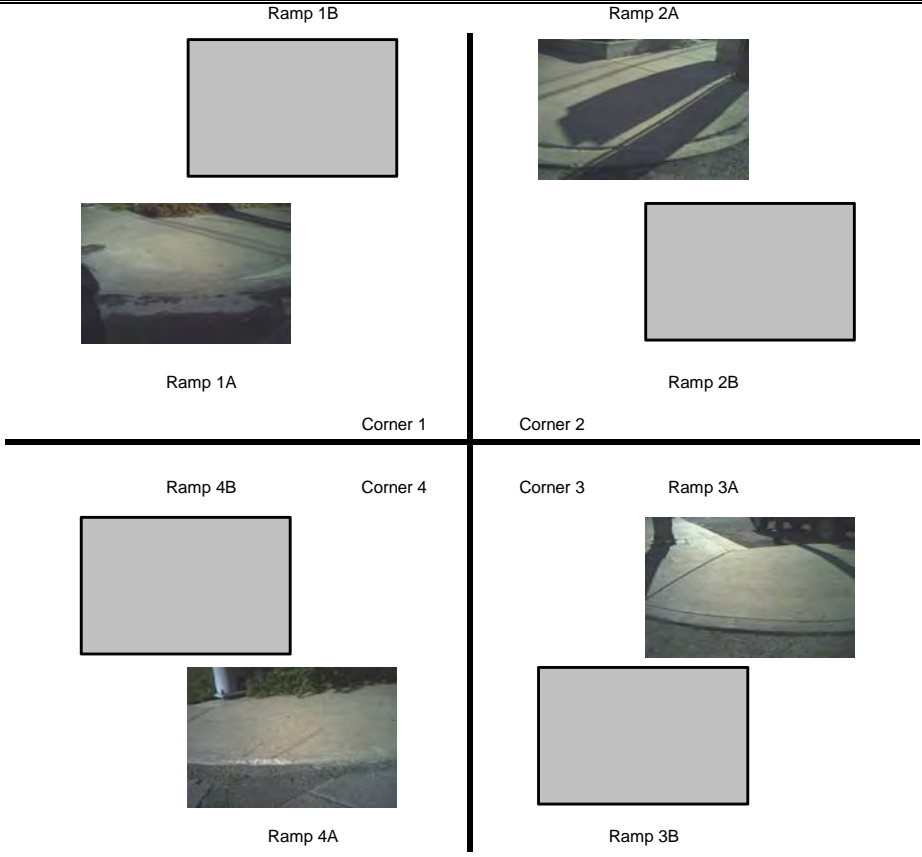 Ramp 1B
Ramp 2A
Ramp 1A
Ramp 2B
Corner 1
Corner 2
Ramp 4B
Corner 4
Corner 3
Ramp 3A
Ramp 4A
Ramp 3B